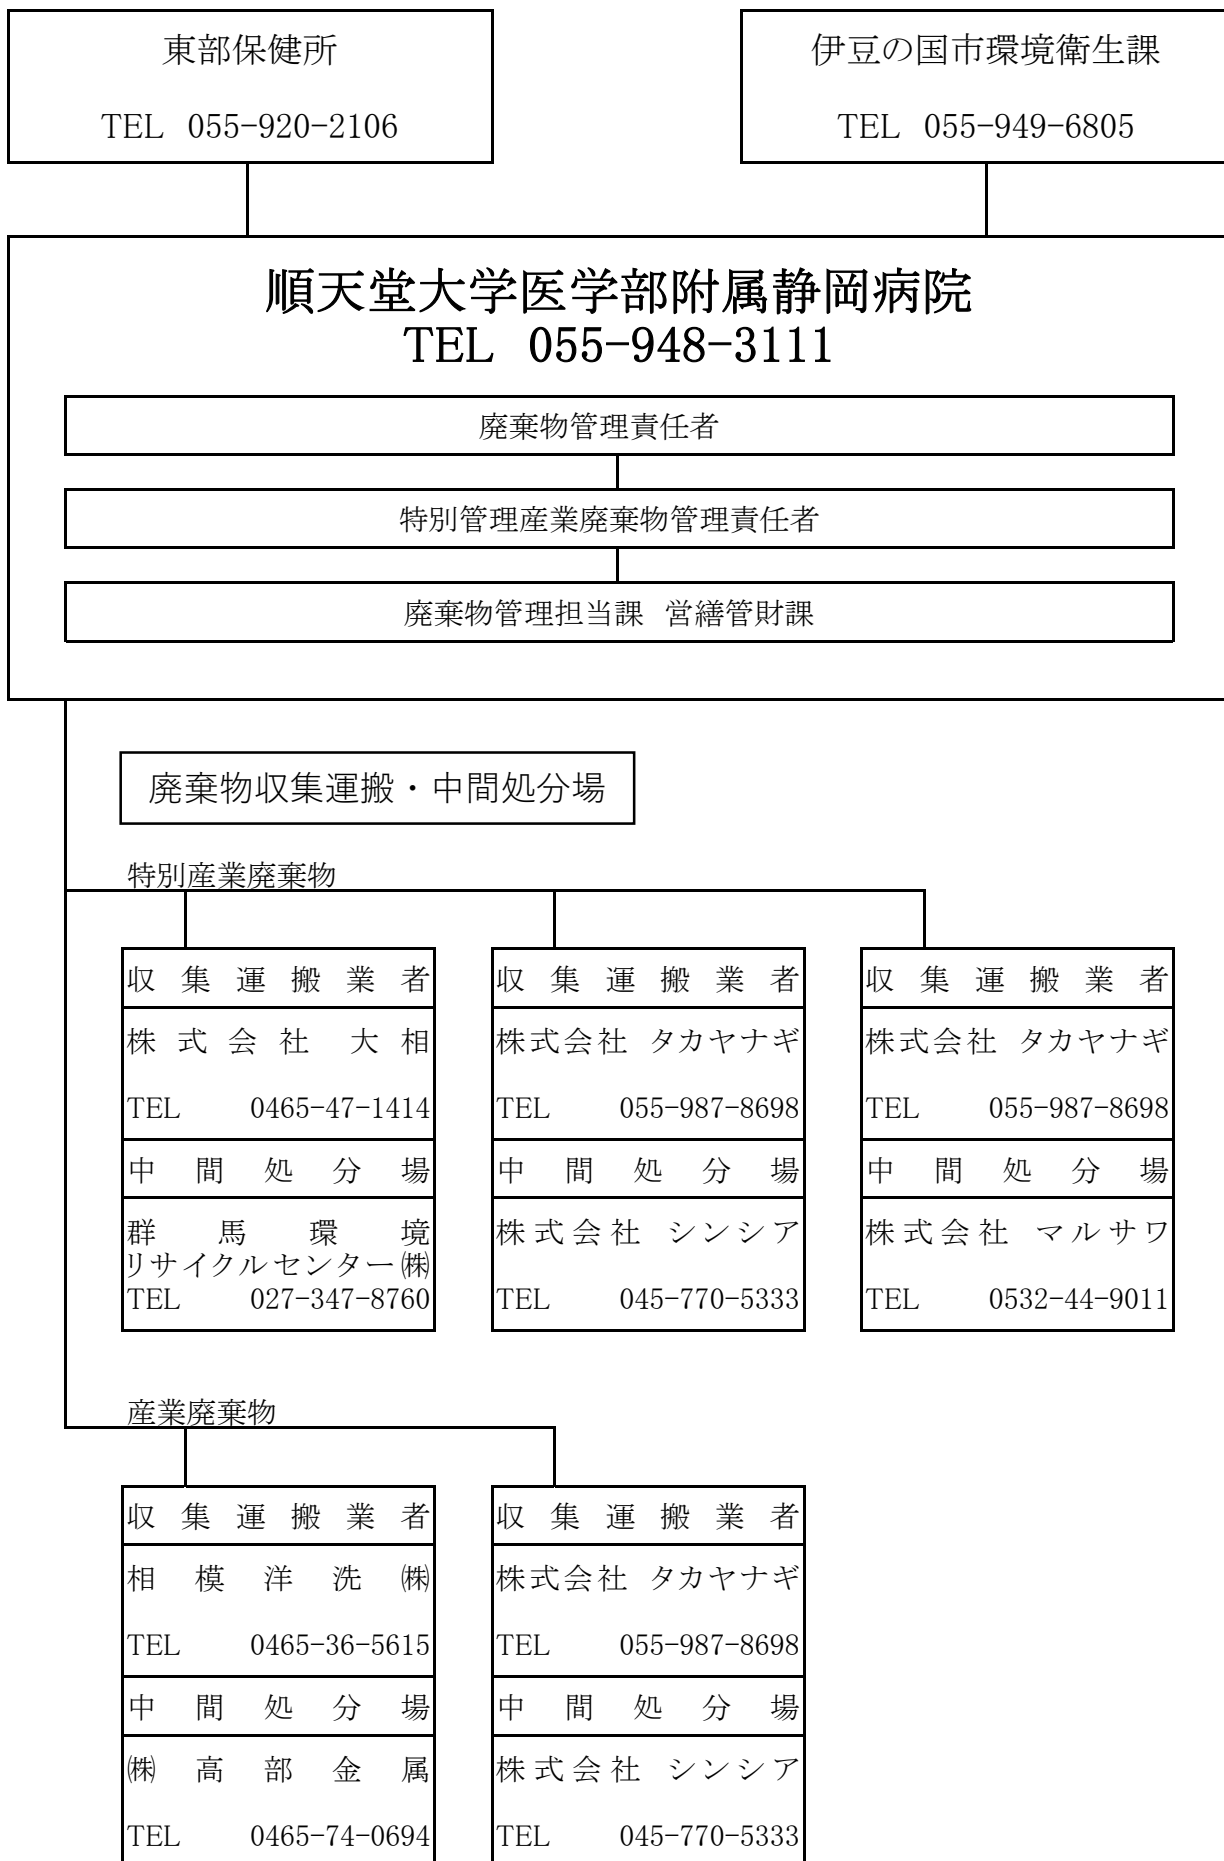 東部保健所
TEL 055-920-2106
伊豆の国市環境衛生課
TEL 055-949-6805
順天堂大学医学部附属静岡病院
TEL 055-948-3111
廃棄物管理責任者
特別管理産業廃棄物管理責任者
廃棄物管理担当課 営繕管財課
廃棄物収集運搬・中間処分場
特別産業廃棄物
収集運搬業者
株式会社 大相
TEL 0465-47-1414
中間処分場
群馬環境
リサイクルセンター㈱
TEL 027-347-8760
収集運搬業者
株式会社 タカヤナギ
TEL 055-987-8698
中間処分場
株式会社 シンシア
TEL 045-770-5333
収集運搬業者
株式会社 タカヤナギ
TEL 055-987-8698
中間処分場
株式会社 マルサワ
TEL 0532-44-9011
産業廃棄物
収集運搬業者
相模洋洗㈱
TEL 0465-36-5615
中間処分場
㈱高部金属
TEL 0465-74-0694
収集運搬業者
株式会社 タカヤナギ
TEL 055-987-8698
中間処分場
株式会社 シンシア
TEL 045-770-5333